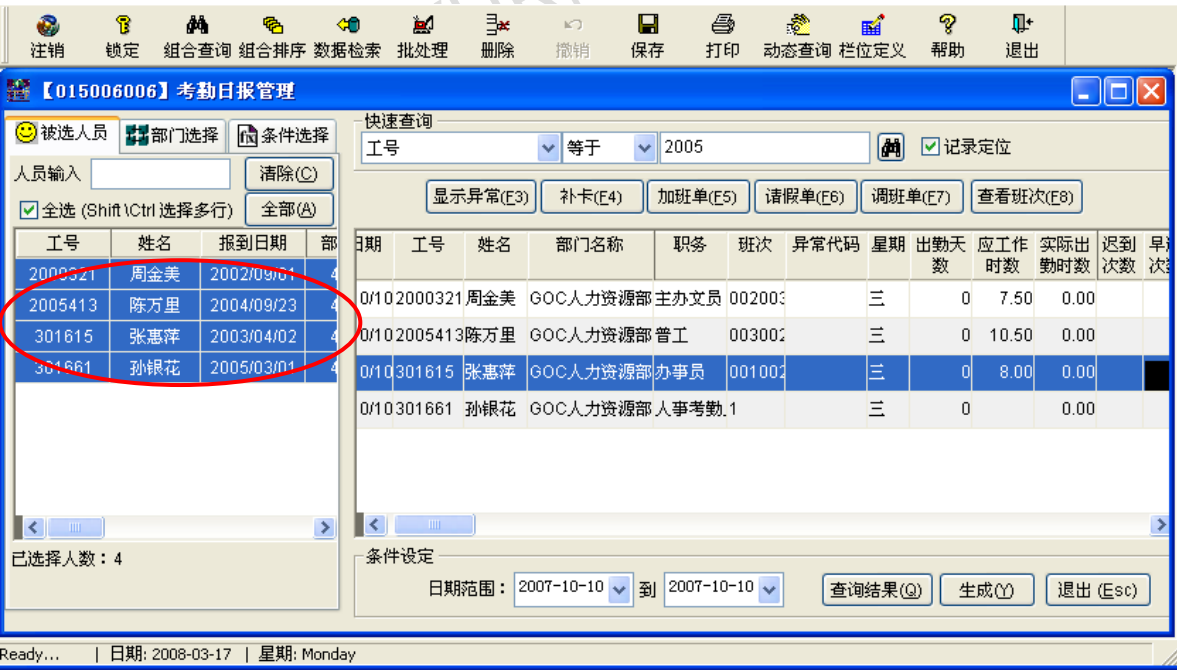 注销 锁定 组合查询 组合排序 数据检索 批处理 册除 撤销 保存 打印 动态查询 栏位定义 帮助 退出
【015006006】考勤日报管理
被选人员 部门选择 条件选择
人员输入 清除(C)
全选 (Shift \Ctrl 选择多行) 全部(A)
工号 姓名 报到日期 部
2000321 周金美 2002/09/01 4
2005413 陈万里 2004/09/23 4
301615 张惠萍 2003/04/02 4
301661 孙银花 2005/03/01 4
已选择人数：4
快速查询
工号 等于 2005 记录定位
显示异常(F3) 补卡(F4) 加班单(F5) 请假单(F6) 调班单(F7) 查看班次(F8)
日期 工号 姓名 部门名称 职务 班次 异常代码 星期 出勤天数 应工作时数 实际出勤时数 迟到次数
0/10 2000321 周金美 GOC人力资源部 主办文员 002003 三 0 7.50 0.00
0/10 2005413 陈万里 GOC人力资源部 普工 003002 三 0 10.50 0.00
0/10 301615 张惠萍 GOC人力资源部 办事员 001002 三 0 8.00 0.00
0/10 301661 孙银花 GOC人力资源部 人事考勤. 1 三 0 0.00
条件设定
日期范围： 2007-10-10 到 2007-10-10 查询结果(Q) 生成(Y) 退出 (Esc)
Ready... | 日期: 2008-03-17 | 星期: Monday